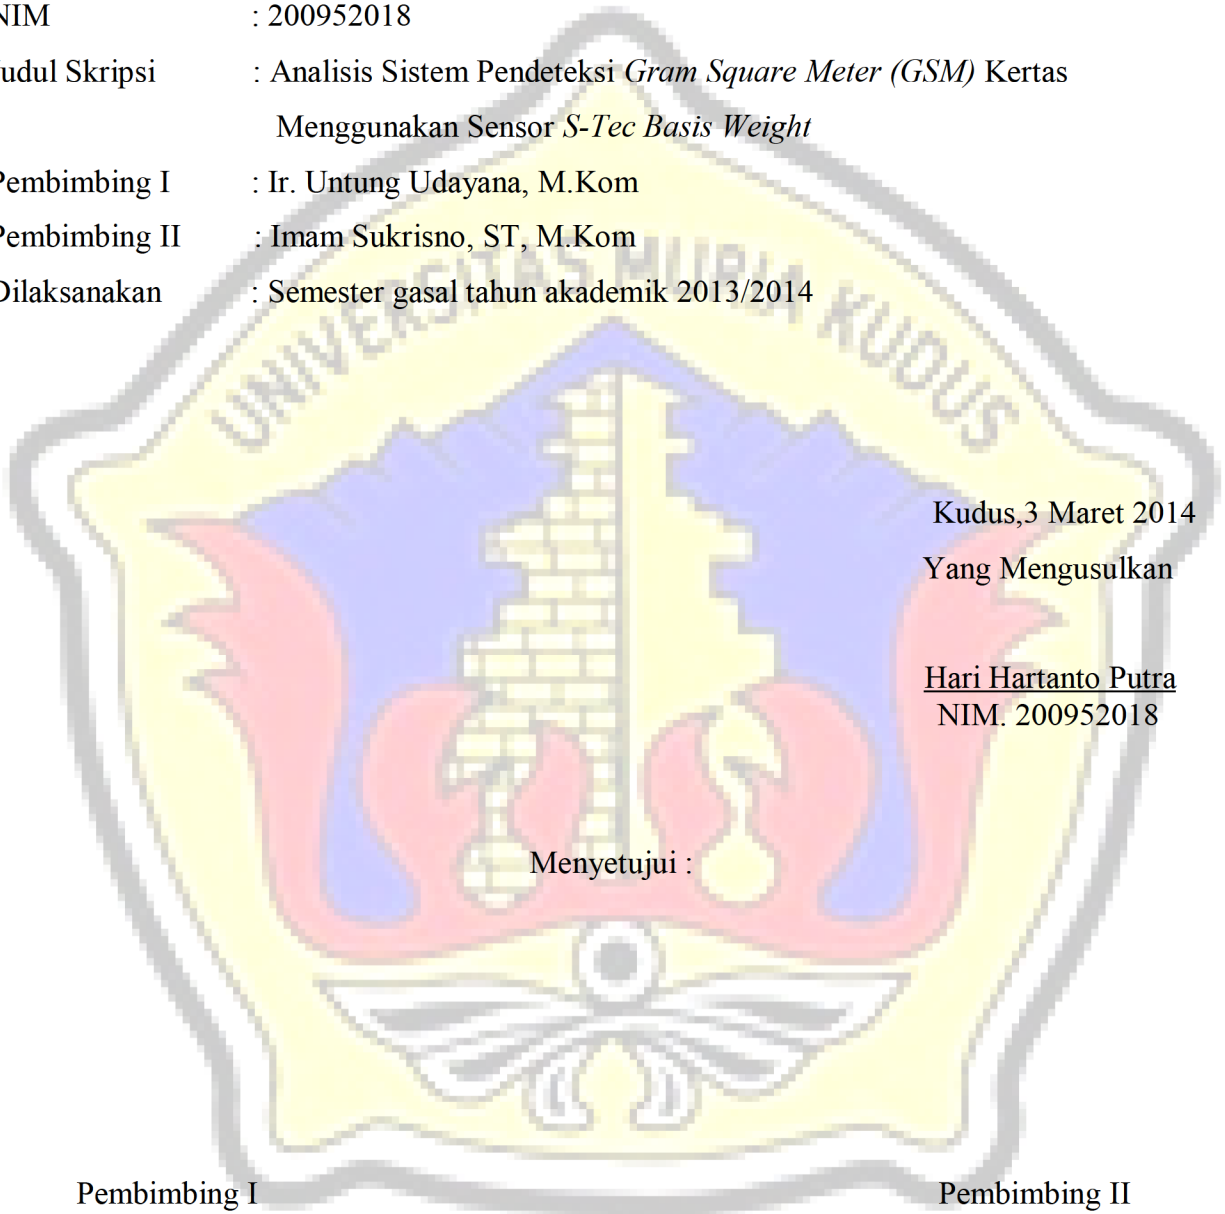 NIM : 200952018
Judul Skripsi : Analisis Sistem Pendeteksi Gram Square Meter (GSM) Kertas
Menggunakan Sensor S-Tec Basis Weight
Pembimbing I : Ir. Untung Udayana, M.Kom
Pembimbing II : Imam Sukrisno, ST, M.Kom
Dilaksanakan : Semester gasal tahun akademik 2013/2014
UNIVERSITAS MURIA KUDUS
Kudus,3 Maret 2014
Yang Mengusulkan
Hari Hartanto Putra
NIM. 200952018
Menyetujui :
Pembimbing I Pembimbing II